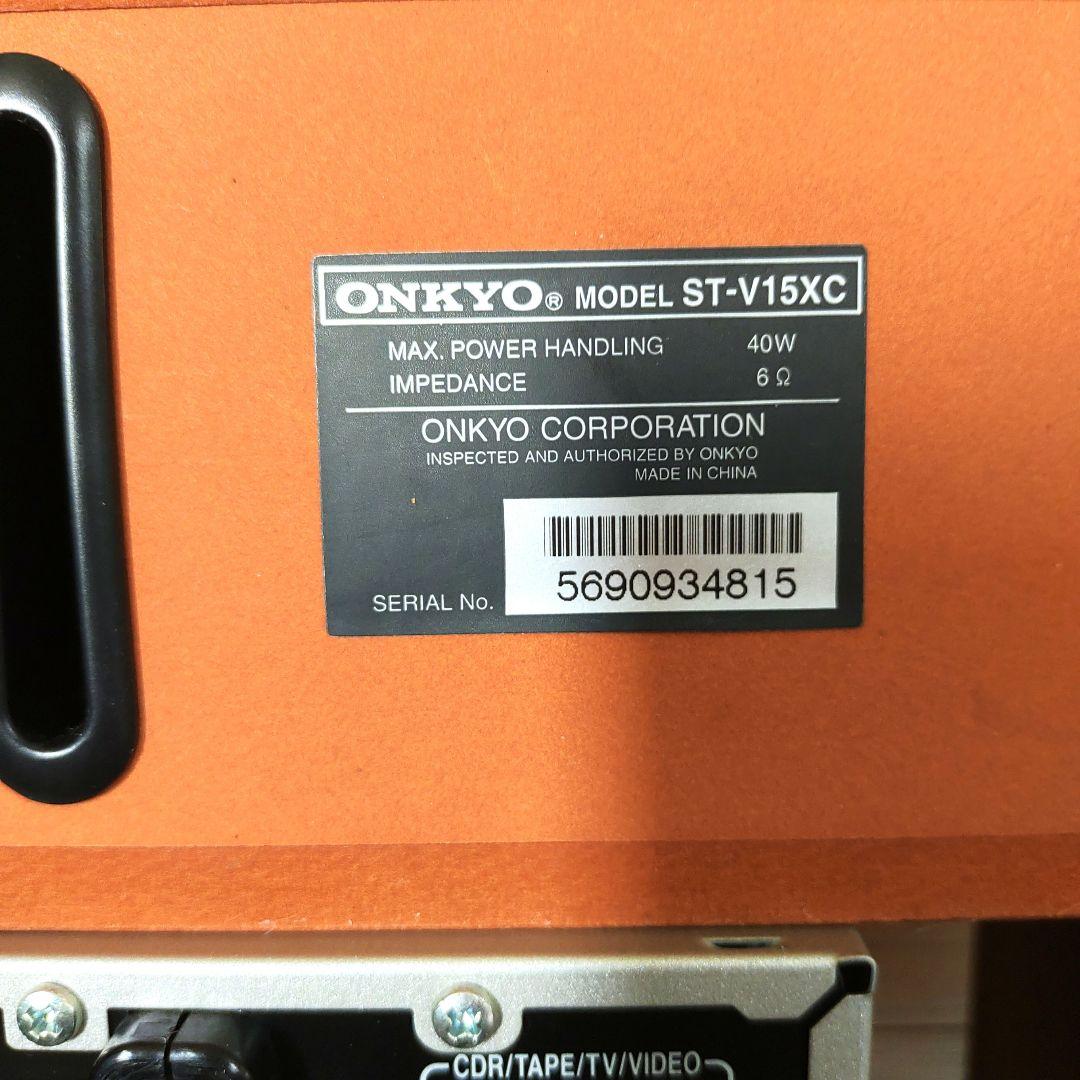 ONKYO® MODEL ST-V15XC
MAX. POWER HANDLING 40W
IMPEDANCE 6 Ω
ONKYO CORPORATION
INSPECTED AND AUTHORIZED BY ONKYO
MADE IN CHINA
SERIAL No. 5690934815
CDR/TAPE/TV/VIDEO